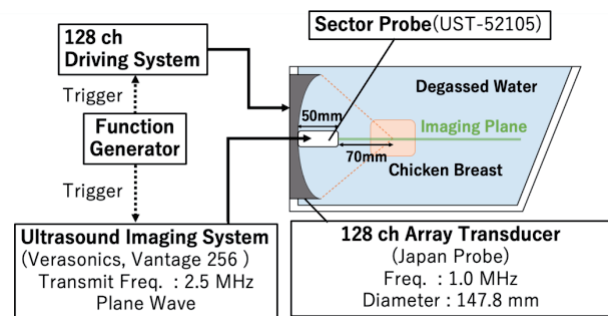 128 ch
Driving System
Sector Probe(UST-52105)
Degassed Water
Trigger
50mm
Imaging Plane
Function
Generator
70mm
Chicken Breast
Trigger
Ultrasound Imaging System
(Verasonics, Vantage 256 )
Transmit Freq. : 2.5 MHz
Plane Wave
128 ch Array Transducer
(Japan Probe)
Freq. : 1.0 MHz
Diameter : 147.8 mm